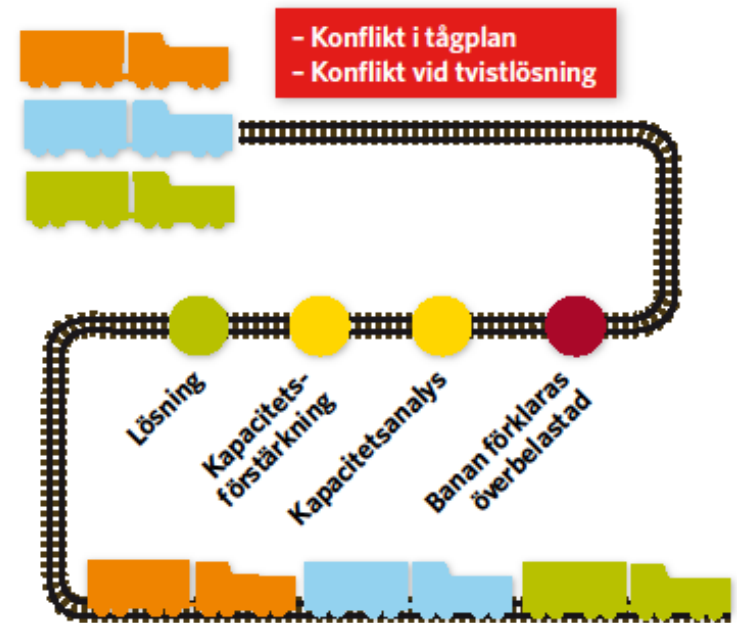 – Konflikt i tågplan
– Konflikt vid tvistlösning
Lösning
Kapacitets-
förstärkning
Kapacitetsanalys
Banan förklaras
överbelastad